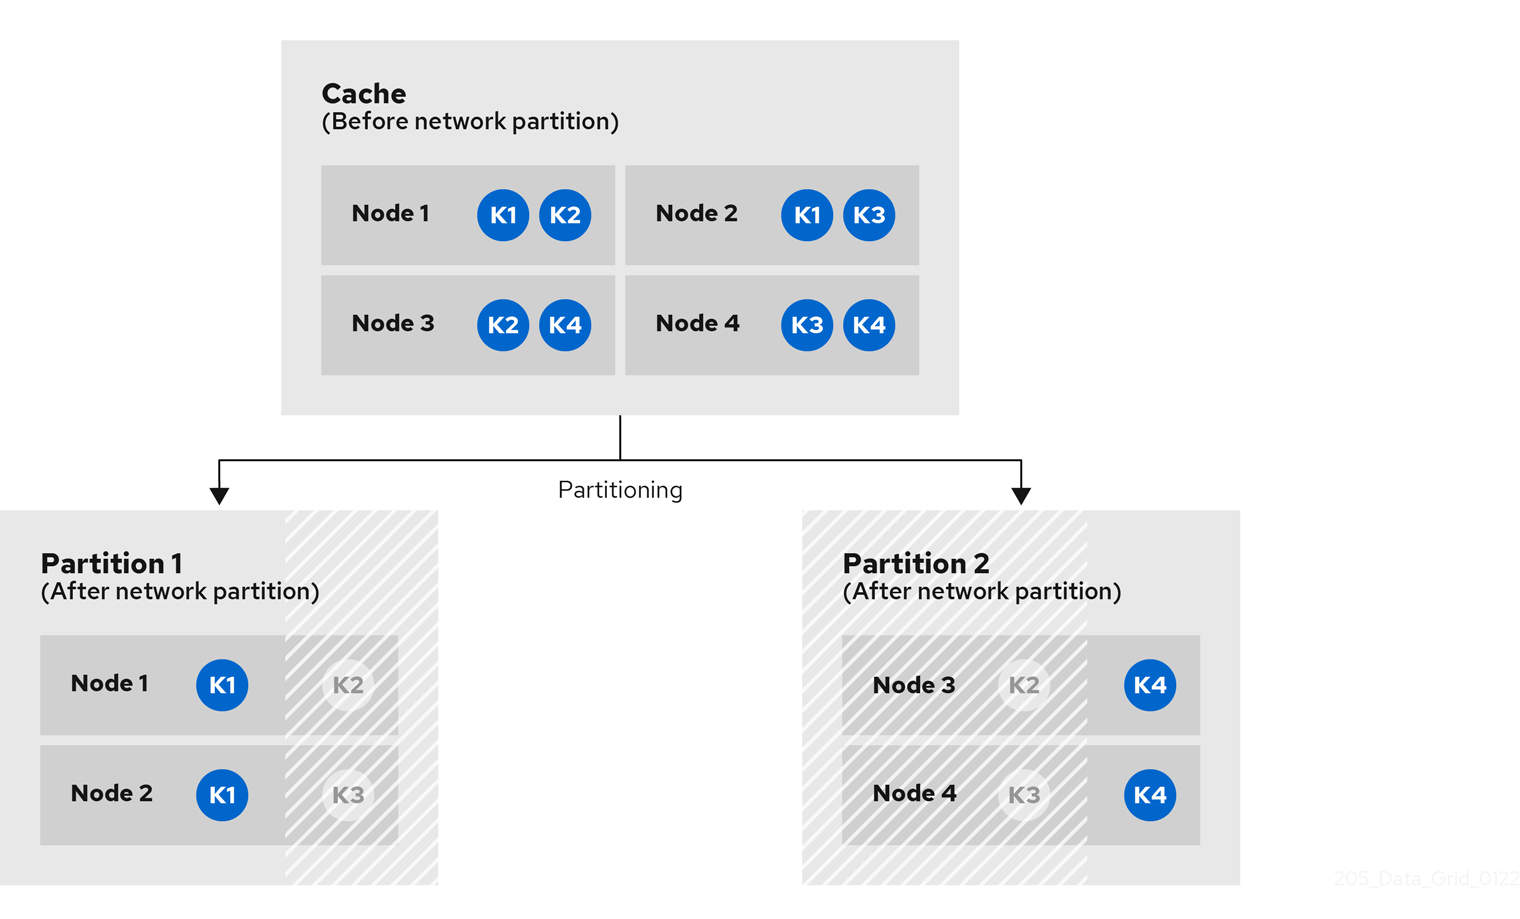 Cache
(Before network partition)
Node 1 K1 K2
Node 2 K1 K3
Node 3 K2 K4
Node 4 K3 K4
Partitioning
Partition 1
(After network partition)
Node 1 K1 K2
Node 2 K1 K3
Partition 2
(After network partition)
Node 3 K2 K4
Node 4 K3 K4
205_Data_Grid_0122